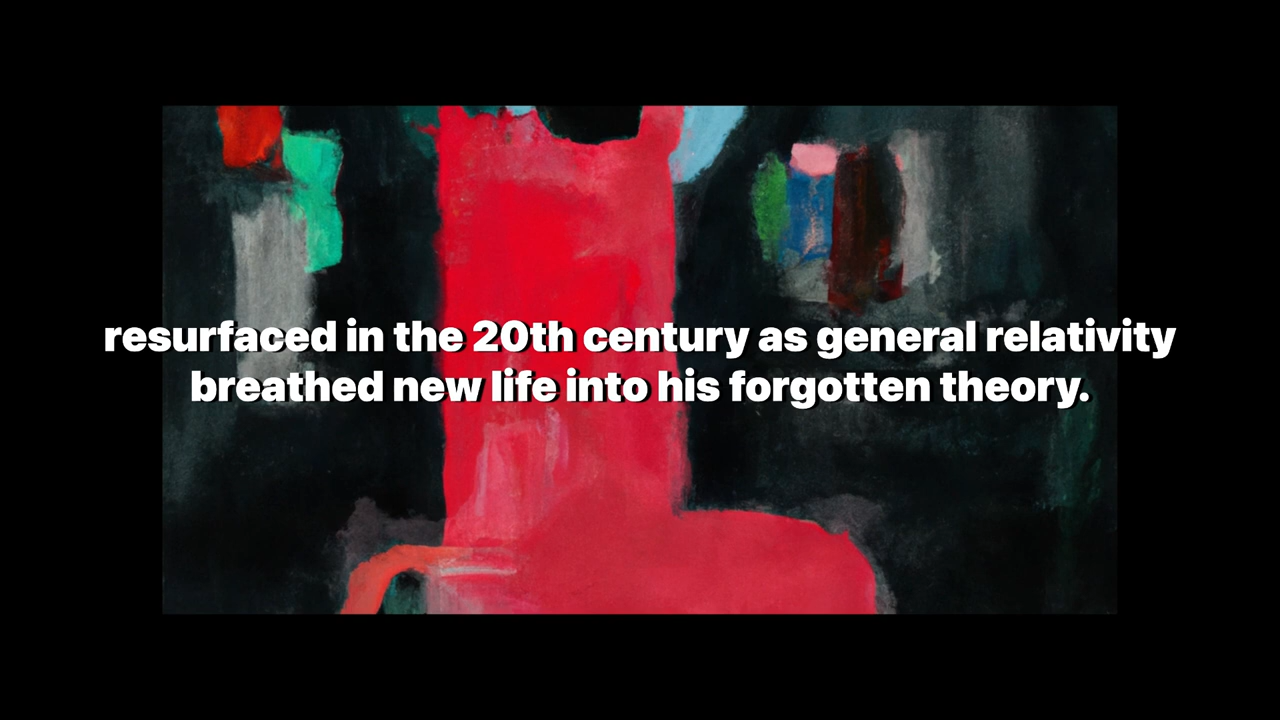 resurfaced in the 20th century as general relativity
breathed new life into his forgotten theory.